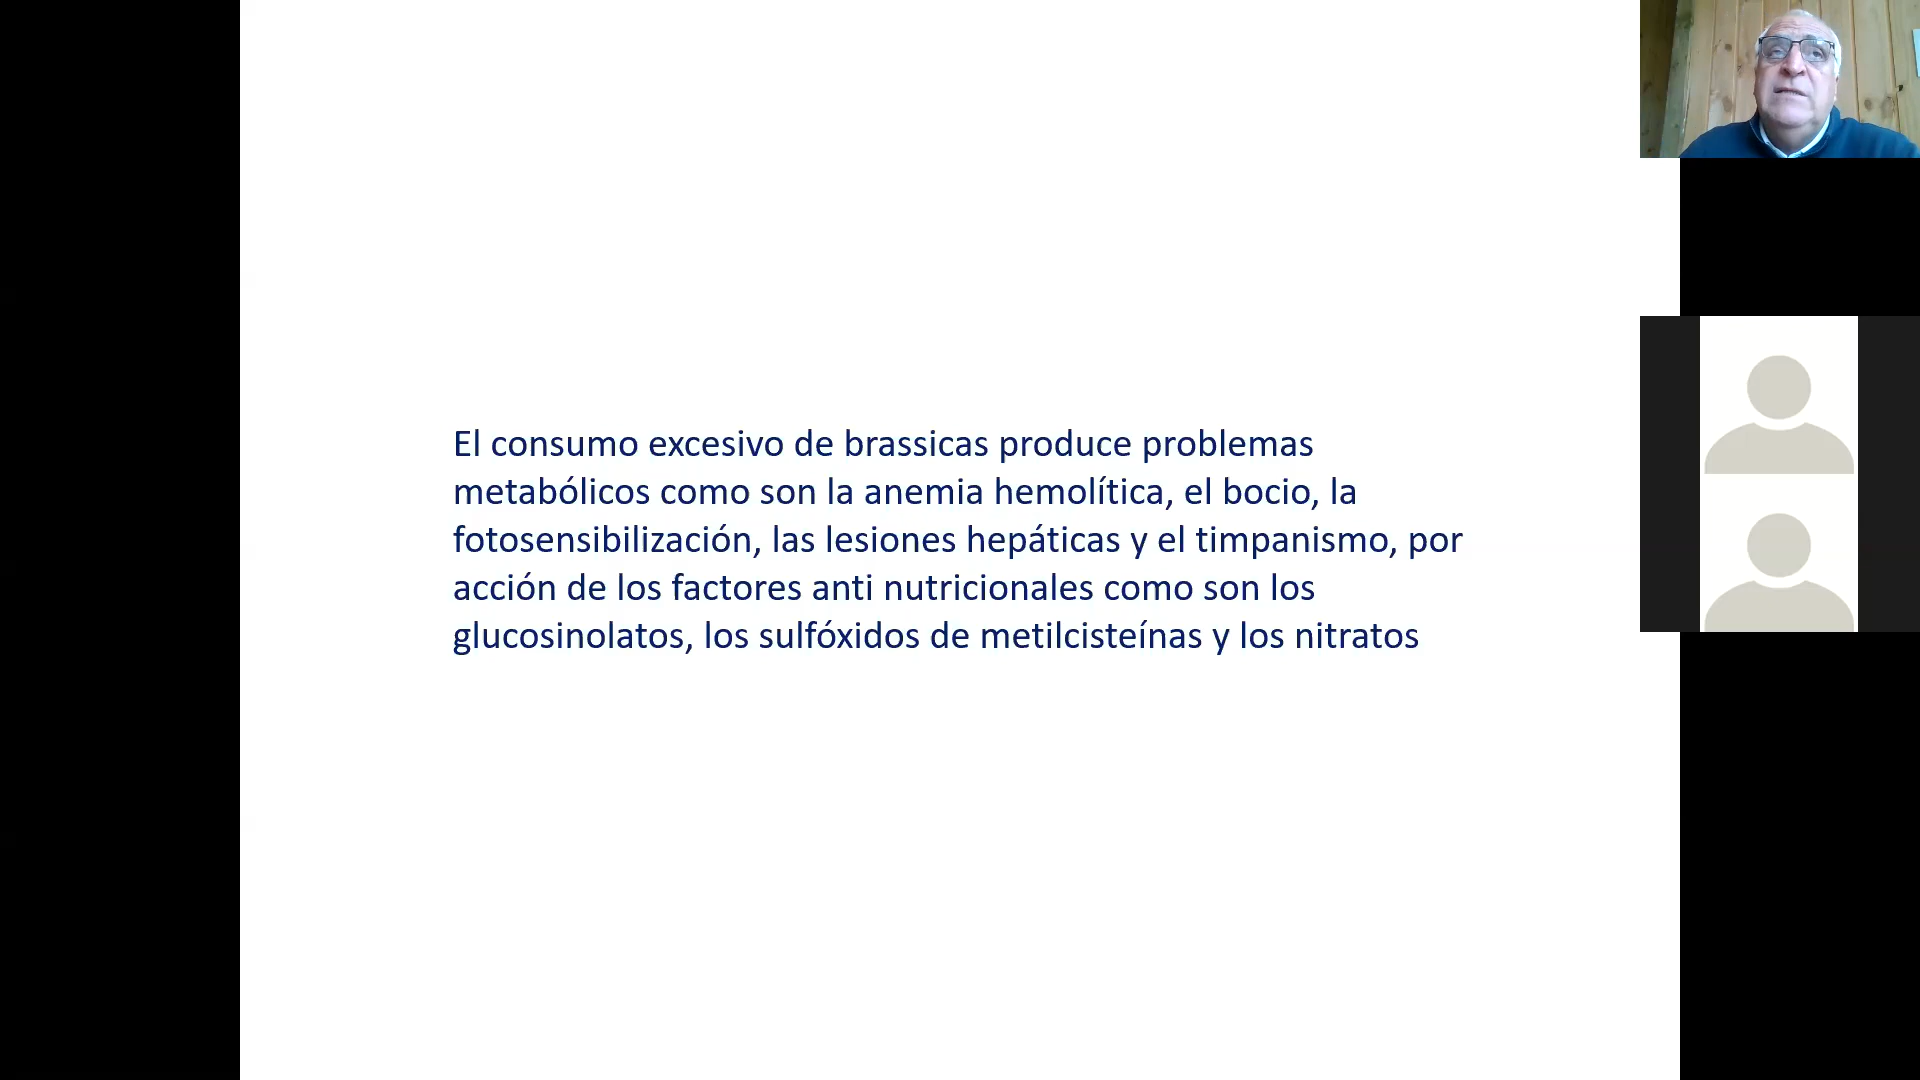 El consumo excesivo de brassicas produce problemas
metabólicos como son la anemia hemolítica, el bocio, la
fotosensibilización, las lesiones hepáticas y el timpanismo, por
acción de los factores anti nutricionales como son los
glucosinolatos, los sulfóxidos de metilcisteínas y los nitratos